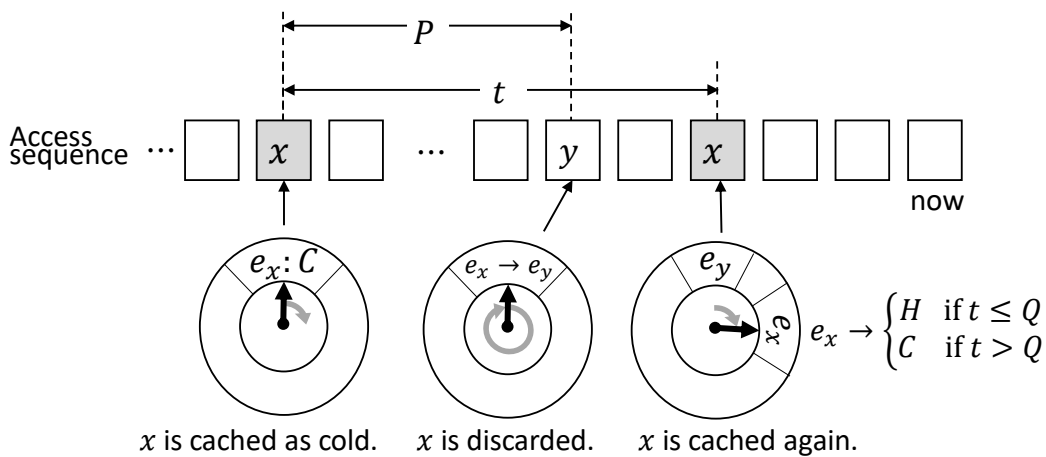 P
t
Access
sequence ... x ... y x
now
e_x: C
e_x → e_y
e_y
e_x
e_x → { H if t ≤ Q
C if t > Q
x is cached as cold.
x is discarded.
x is cached again.